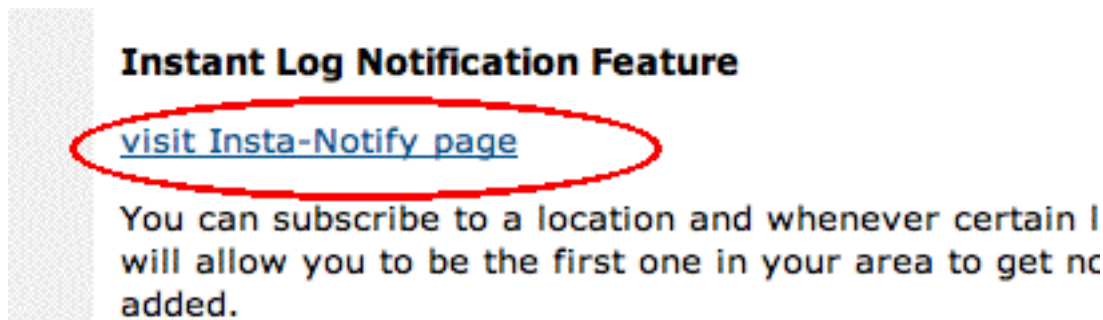 Instant Log Notification Feature
visit Insta-Notify page
You can subscribe to a location and whenever certain
will allow you to be the first one in your area to get
added.